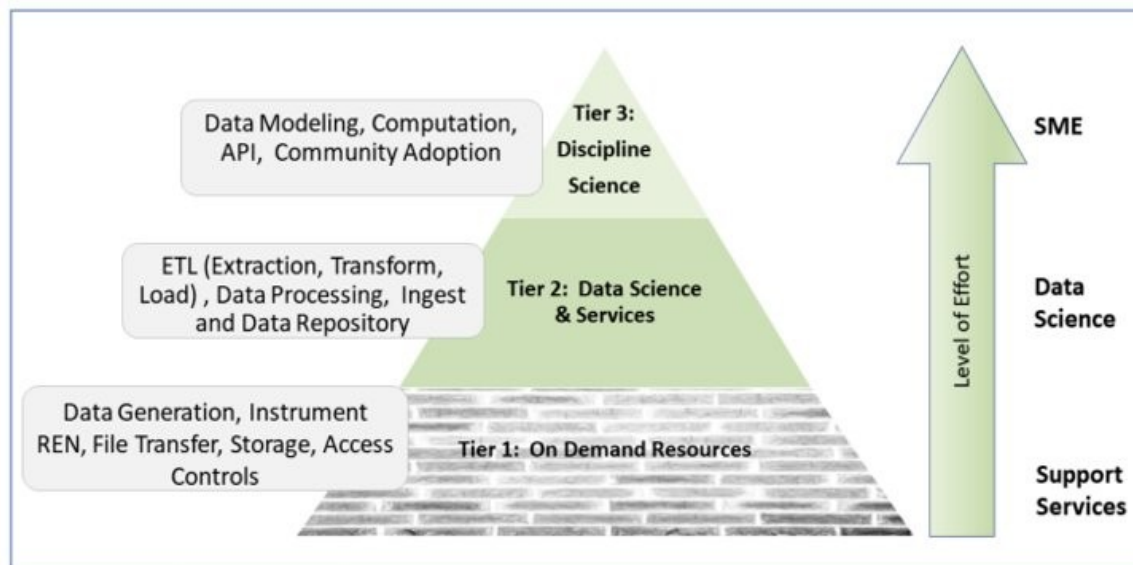 Data Modeling, Computation,
API, Community Adoption
Tier 3:
Discipline
Science
SME
ETL (Extraction, Transform,
Load) , Data Processing, Ingest
and Data Repository
Tier 2: Data Science
& Services
Level of Effort
Data
Science
Data Generation, Instrument
REN, File Transfer, Storage, Access
Controls
Tier 1: On Demand Resources
Support
Services